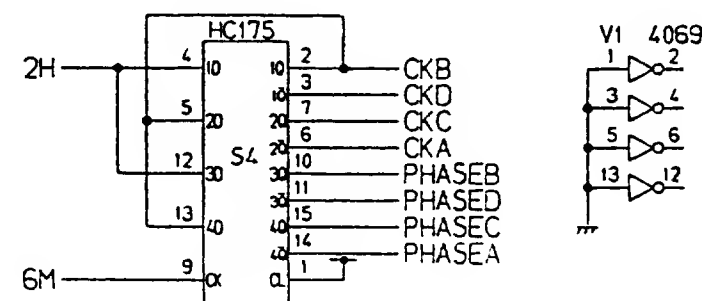 HC175
V1 4069
2H 4 1D 1Q 2 CKB
1Q 3 CKD
5 2D 2Q 7 CKC
S4 2Q 6 CKA
12 3D 3Q 10 PHASEB
3Q 11 PHASED
13 4D 4Q 15 PHASEC
4Q 14 PHASEA
6M 9 CK CL 1
1 2
3 4
5 6
13 12